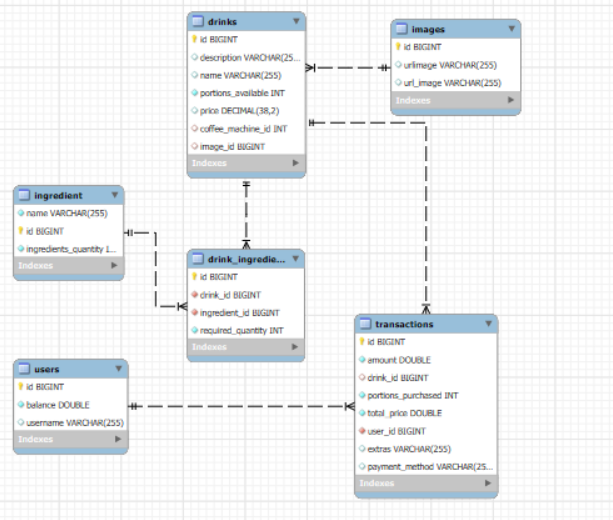 drinks
id BIGINT
description VARCHAR(25...
name VARCHAR(255)
portions_available INT
price DECIMAL(38,2)
coffee_machine_id INT
image_id BIGINT
Indexes
images
id BIGINT
urlimage VARCHAR(255)
url_image VARCHAR(255)
Indexes
ingredient
name VARCHAR(255)
id BIGINT
ingredients_quantity I...
Indexes
drink_ingredie...
id BIGINT
drink_id BIGINT
ingredient_id BIGINT
required_quantity INT
Indexes
users
id BIGINT
balance DOUBLE
username VARCHAR(255)
Indexes
transactions
id BIGINT
amount DOUBLE
drink_id BIGINT
portions_purchased INT
total_price DOUBLE
user_id BIGINT
extras VARCHAR(255)
payment_method VARCHAR(25...
Indexes